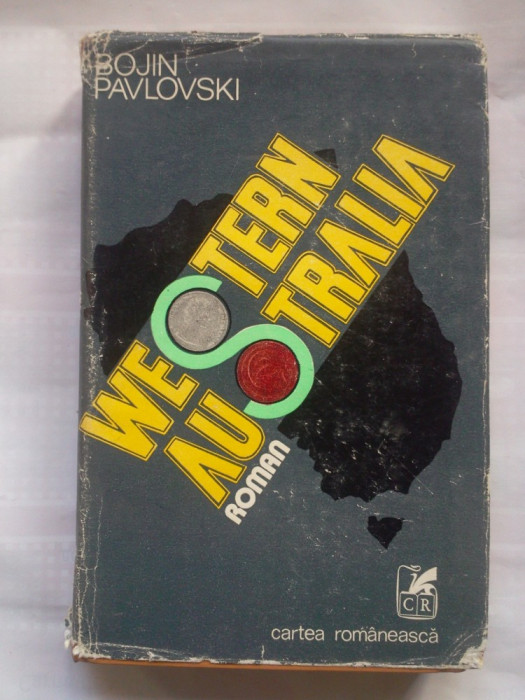 BOJIN
PAVLOVSKI
WESTERN
AUSTRALIA
ROMAN
CR
cartea românească